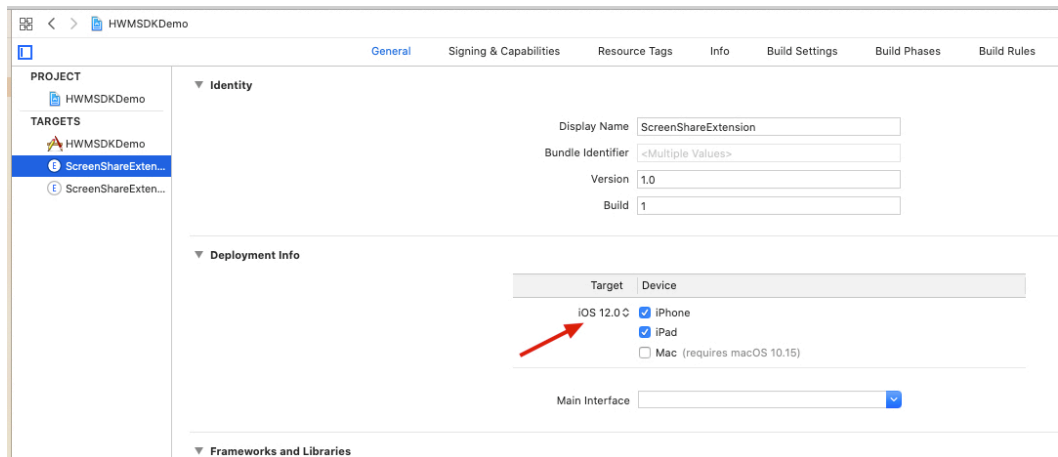 HWMSDKDemo
General Signing & Capabilities Resource Tags Info Build Settings Build Phases Build Rules
PROJECT
HWMSDKDemo
TARGETS
HWMSDKDemo
ScreenShareExten...
ScreenShareExten...
Identity
Display Name ScreenShareExtension
Bundle Identifier <Multiple Values>
Version 1.0
Build 1
Deployment Info
Target Device
iOS 12.0 iPhone
iPad
Mac (requires macOS 10.15)
Main Interface
Frameworks and Libraries